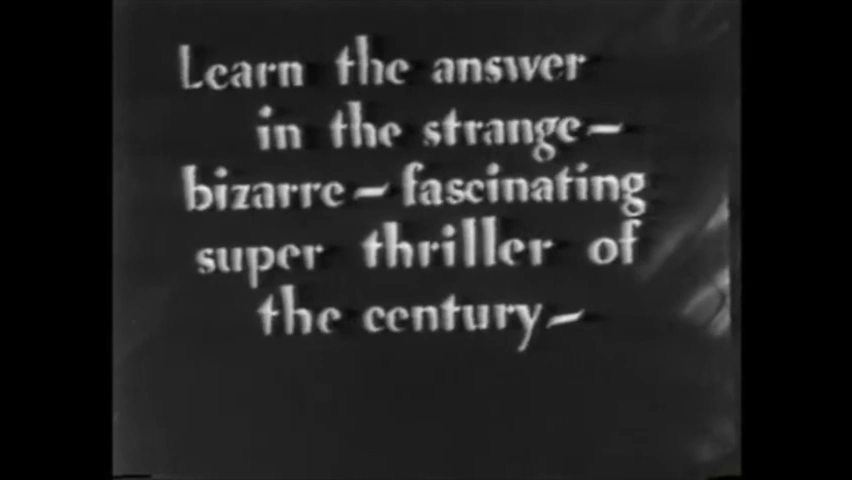 Learn the answer
in the strange–
bizarre – fascinating
super thriller of
the century –